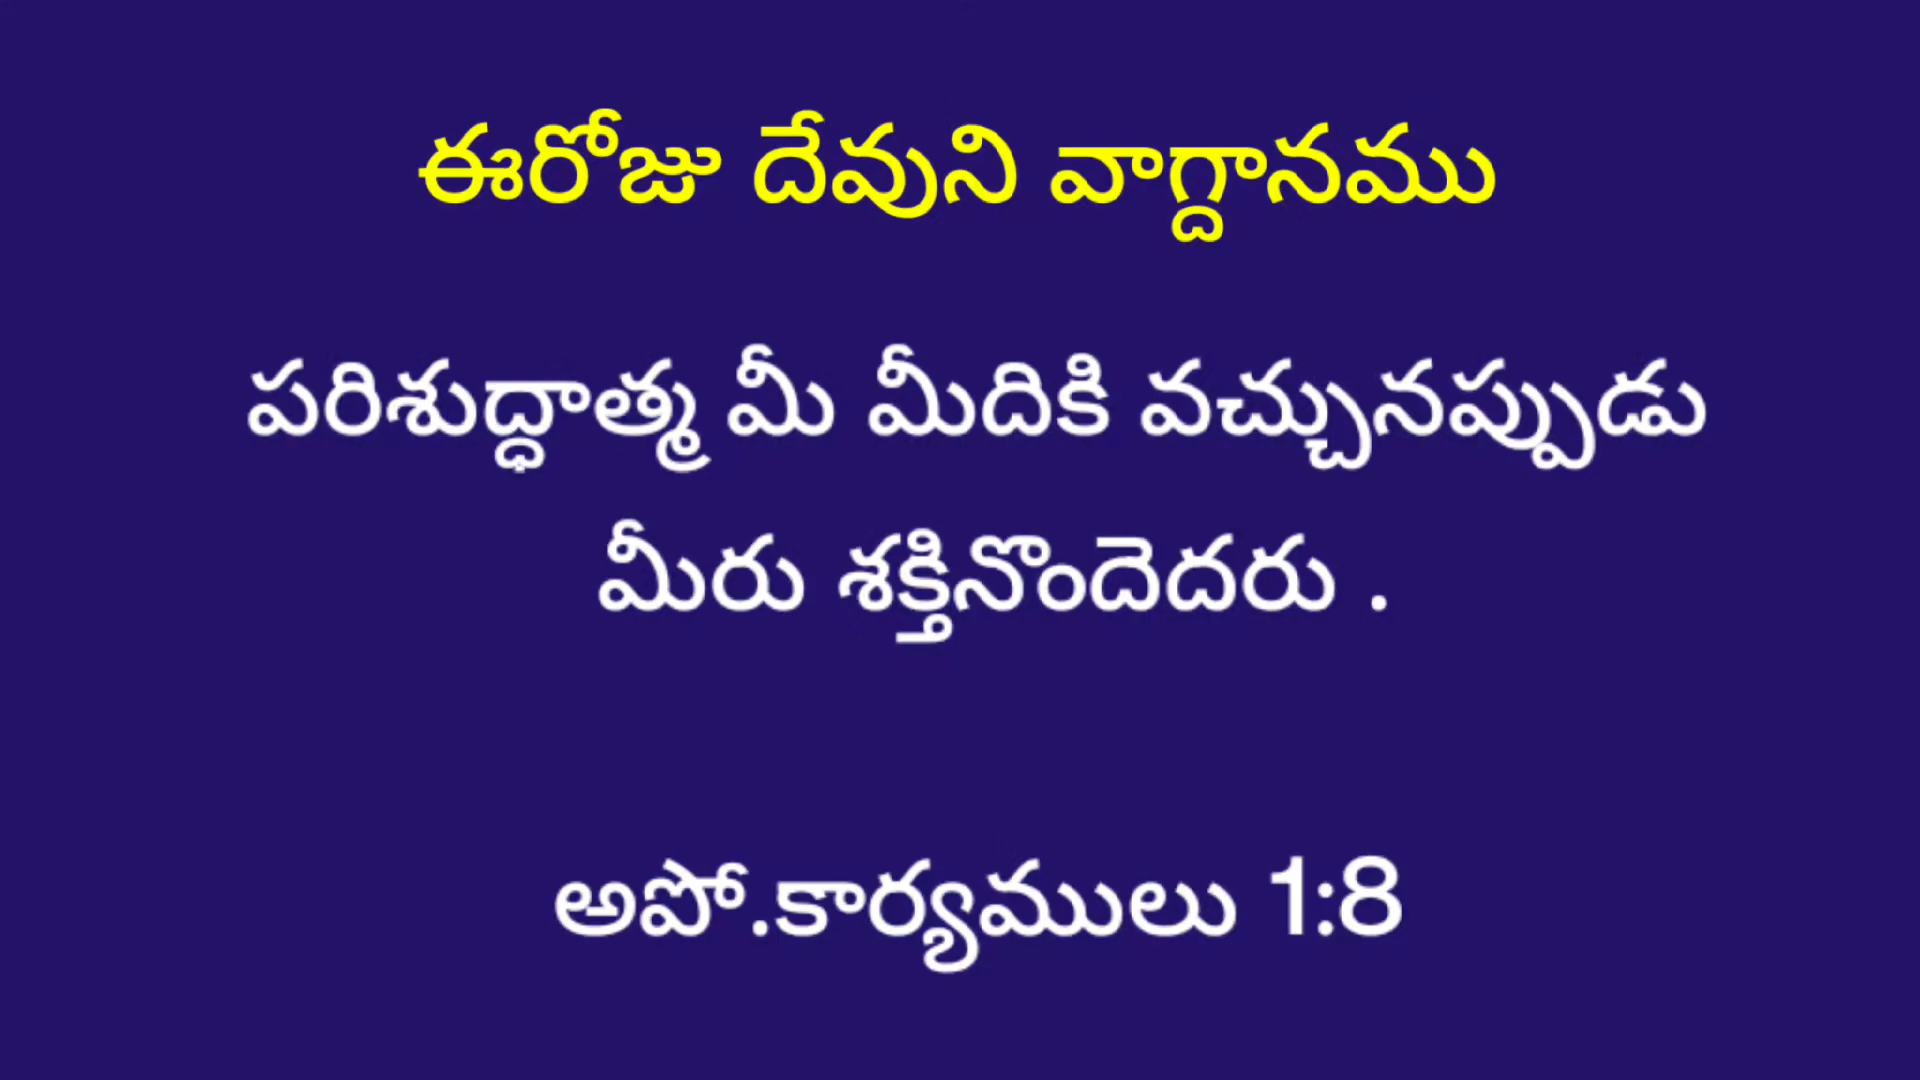 ఈరోజు దేవుని వాగ్దానము
పరిశుద్ధాత్మ మీ మీదికి వచ్చునప్పుడు
మీరు శక్తినొందెదరు .
అపో.కార్యములు 1:8